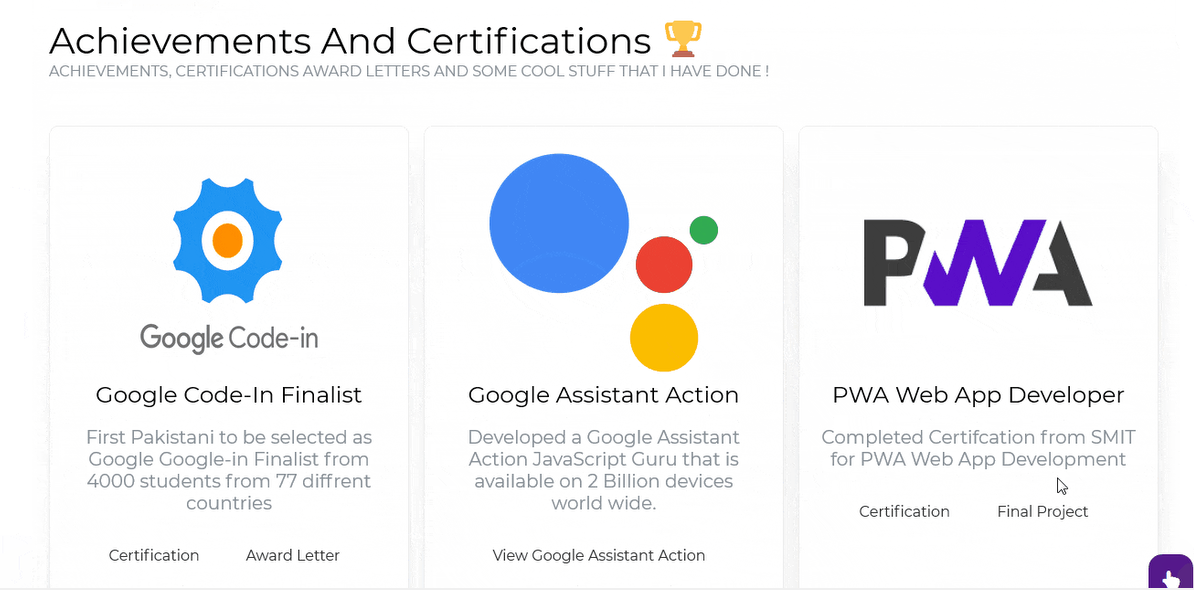 Achievements And Certifications 🏆
ACHIEVEMENTS, CERTIFICATIONS AWARD LETTERS AND SOME COOL STUFF THAT I HAVE DONE !
Google Code-in
Google Code-In Finalist
First Pakistani to be selected as
Google Google-in Finalist from
4000 students from 77 diffrent
countries
Certification
Award Letter
Google Assistant Action
Developed a Google Assistant
Action JavaScript Guru that is
available on 2 Billion devices
world wide.
View Google Assistant Action
PWA
PWA Web App Developer
Completed Certifcation from SMIT
for PWA Web App Development
Certification
Final Project